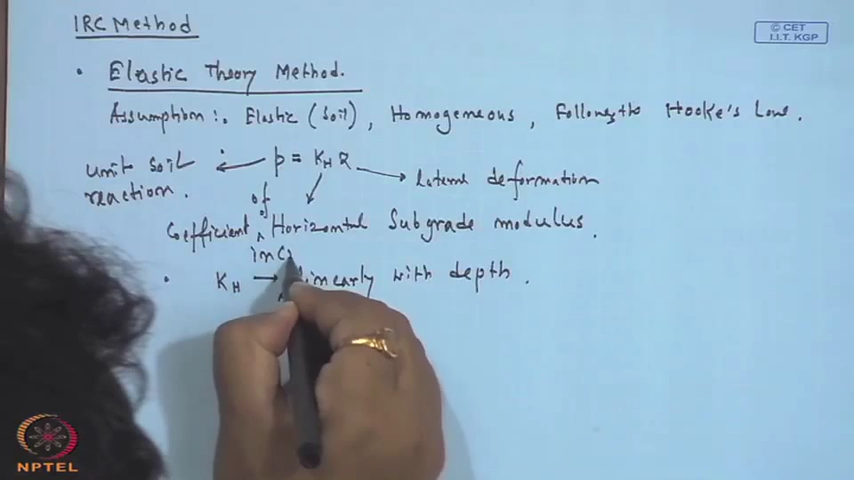 IRC Method
© CET
I.I.T. KGP
• Elastic Theory Method.
Assumption :. Elastic (Soil), Homogeneous, Follows the Hooke's Law.
unit soil reaction. p = KH z lateral deformation
Coefficient of Horizontal Subgrade modulus.
• KH → linearly with depth.
NPTEL